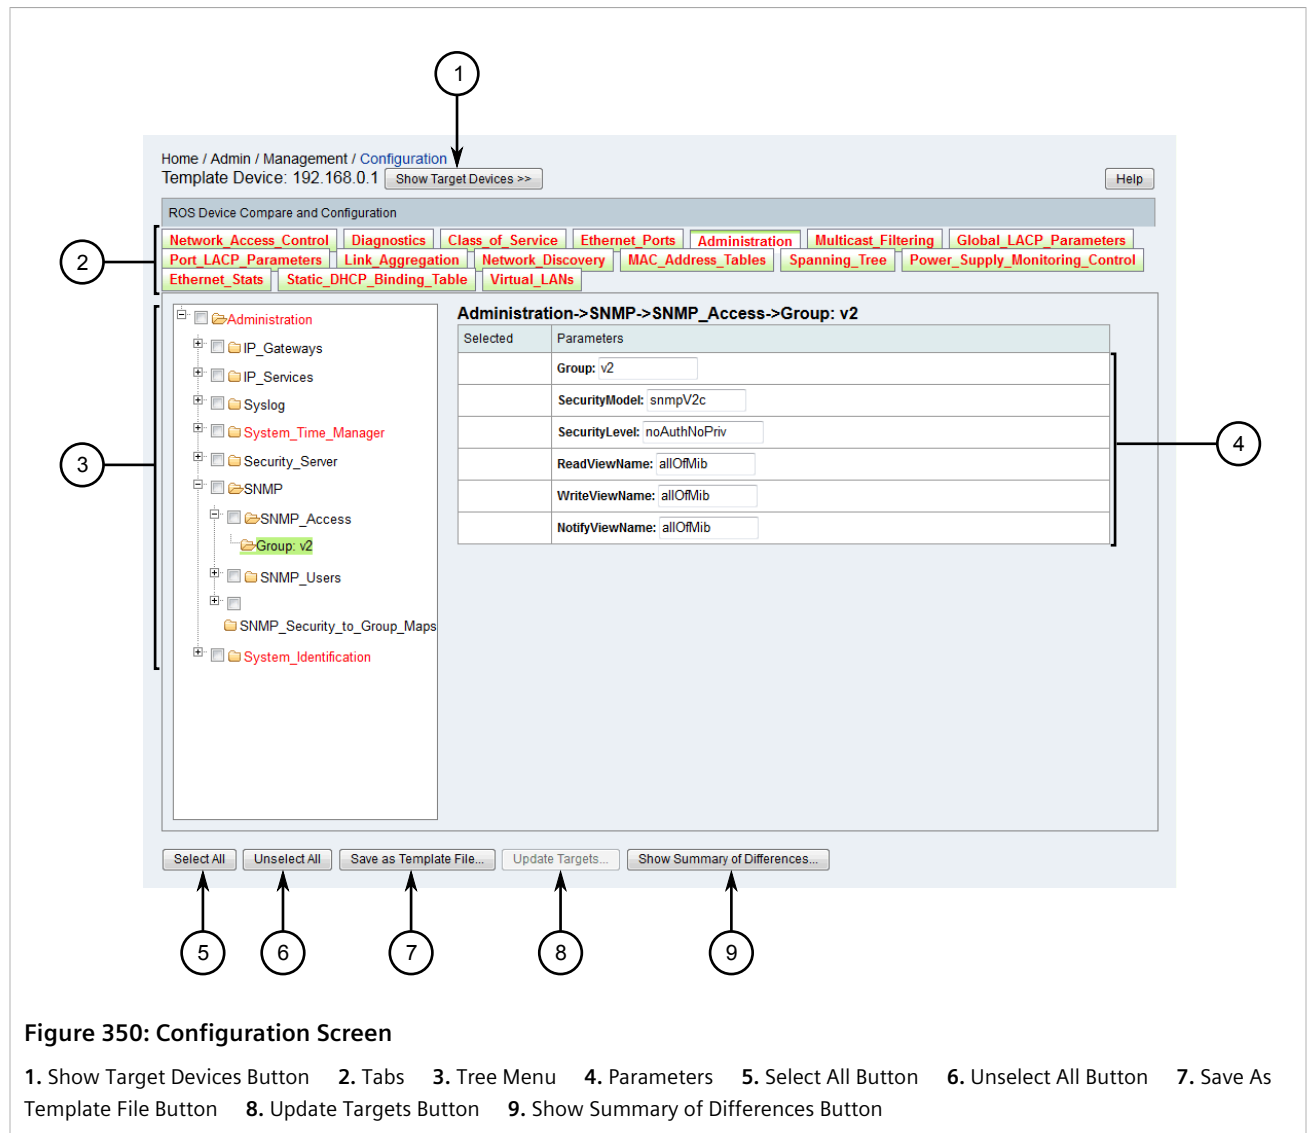 1
Home / Admin / Management / Configuration
Template Device: 192.168.0.1 Show Target Devices >> Help
ROS Device Compare and Configuration
Network_Access_Control Diagnostics Class_of_Service Ethernet_Ports Administration Multicast_Filtering Global_LACP_Parameters
2
Port_LACP_Parameters Link_Aggregation Network_Discovery MAC_Address_Tables Spanning_Tree Power_Supply_Monitoring_Control
Ethernet_Stats Static_DHCP_Binding_Table Virtual_LANs
3
Administration
IP_Gateways
IP_Services
Syslog
System_Time_Manager
Security_Server
SNMP
SNMP_Access
Group: v2
SNMP_Users
SNMP_Security_to_Group_Maps
System_Identification
Administration->SNMP->SNMP_Access->Group: v2
Selected Parameters
Group: v2
SecurityModel: snmpV2c
SecurityLevel: noAuthNoPriv
ReadViewName: allOfMib
WriteViewName: allOfMib
NotifyViewName: allOfMib
4
Select All Unselect All Save as Template File... Update Targets... Show Summary of Differences...
5 6 7 8 9
Figure 350: Configuration Screen
1. Show Target Devices Button 2. Tabs 3. Tree Menu 4. Parameters 5. Select All Button 6. Unselect All Button 7. Save As
Template File Button 8. Update Targets Button 9. Show Summary of Differences Button